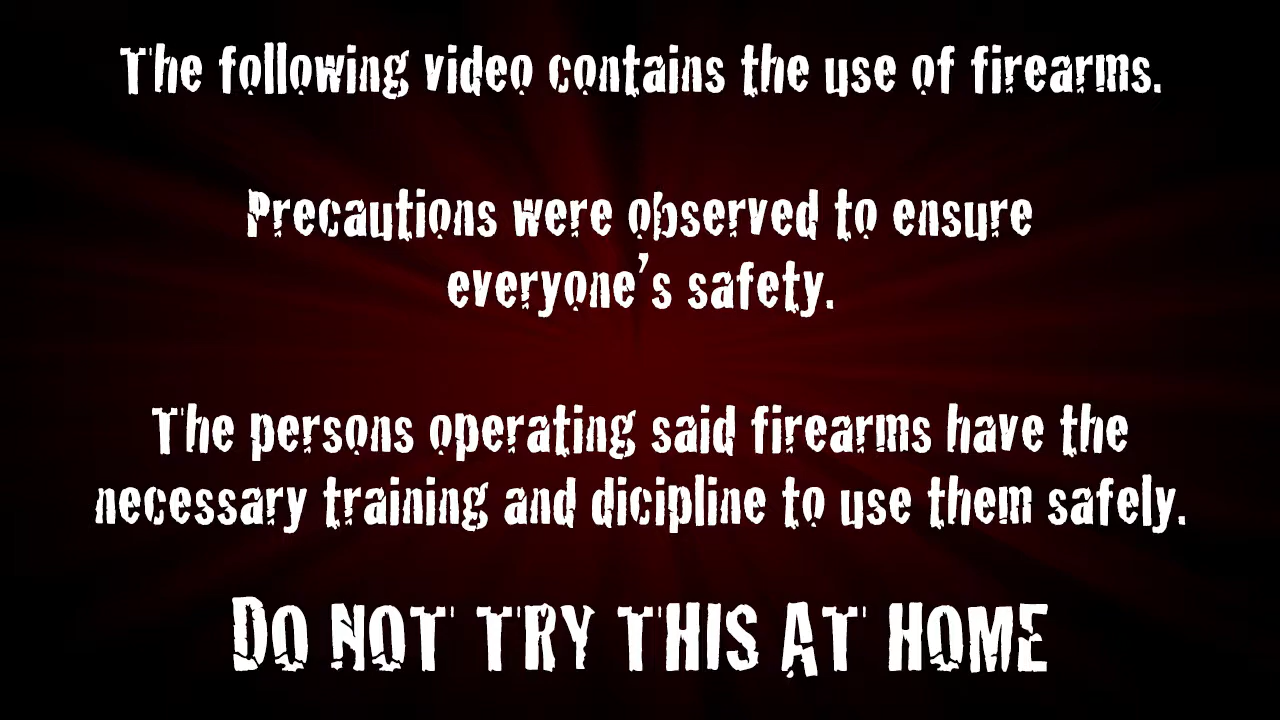 The following video contains the use of firearms.
Precautions were observed to ensure
everyone's safety.
The persons operating said firearms have the
necessary training and dicipline to use them safely.
DO NOT TRY THIS AT HOME